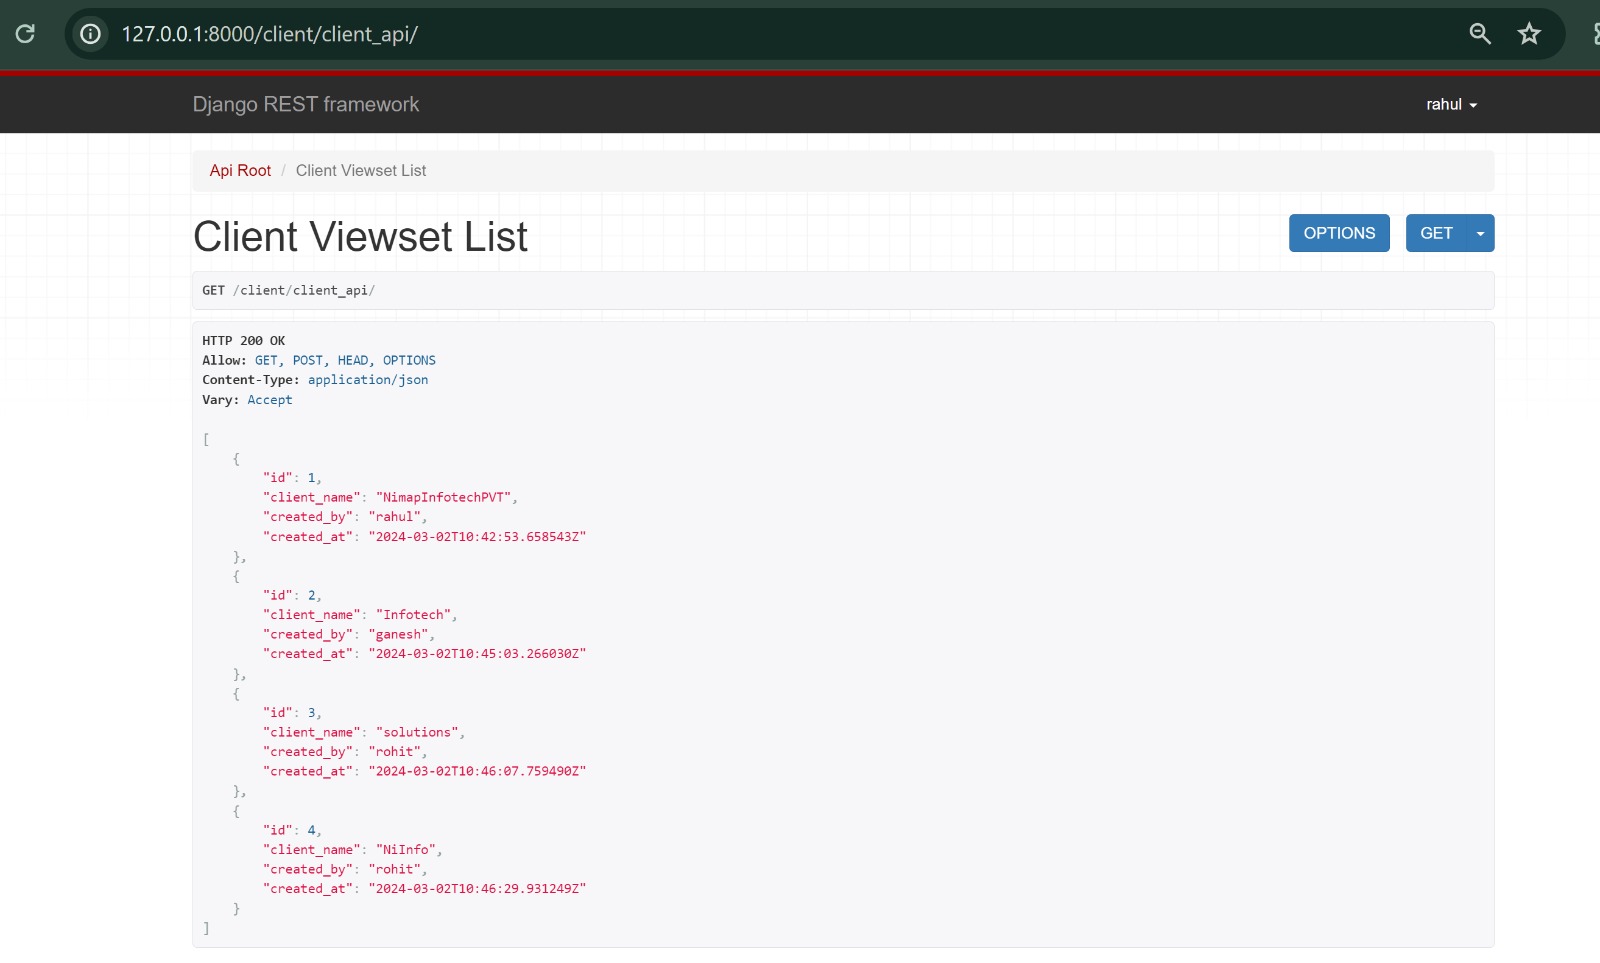 127.0.0.1:8000/client/client_api/
Django REST framework
rahul
Api Root / Client Viewset List
Client Viewset List
OPTIONS
GET
GET /client/client_api/
HTTP 200 OK
Allow: GET, POST, HEAD, OPTIONS
Content-Type: application/json
Vary: Accept
[
    {
        "id": 1,
        "client_name": "NimapInfotechPVT",
        "created_by": "rahul",
        "created_at": "2024-03-02T10:42:53.658543Z"
    },
    {
        "id": 2,
        "client_name": "Infotech",
        "created_by": "ganesh",
        "created_at": "2024-03-02T10:45:03.266030Z"
    },
    {
        "id": 3,
        "client_name": "solutions",
        "created_by": "rohit",
        "created_at": "2024-03-02T10:46:07.759490Z"
    },
    {
        "id": 4,
        "client_name": "NiInfo",
        "created_by": "rohit",
        "created_at": "2024-03-02T10:46:29.931249Z"
    }
]